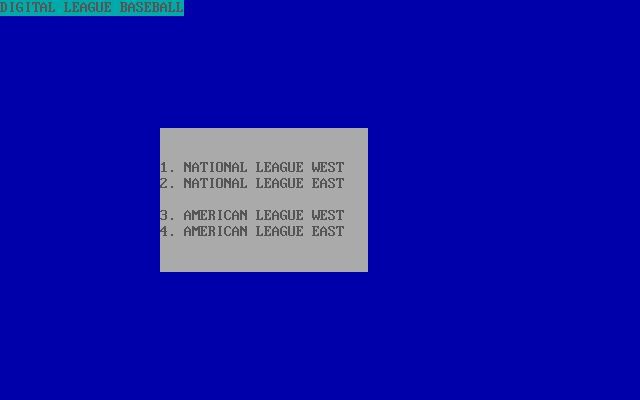 DIGITAL LEAGUE BASEBALL
1. NATIONAL LEAGUE WEST
2. NATIONAL LEAGUE EAST
3. AMERICAN LEAGUE WEST
4. AMERICAN LEAGUE EAST